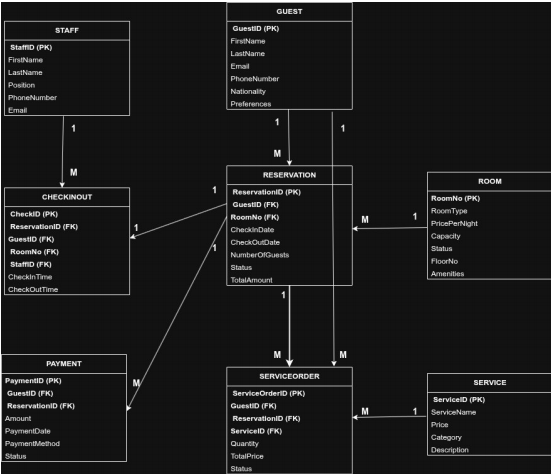 STAFF
StaffID (PK)
FirstName
LastName
Position
PhoneNumber
Email
GUEST
GuestID (PK)
FirstName
LastName
Email
PhoneNumber
Nationality
Preferences
1
M
1
M
1
M
CHECKINOUT
CheckID (PK)
ReservationID (FK)
GuestID (FK)
RoomNo (FK)
StaffID (FK)
CheckInTime
CheckOutTime
1
1
RESERVATION
ReservationID (PK)
GuestID (FK)
RoomNo (FK)
CheckInDate
CheckOutDate
NumberOfGuests
Status
TotalAmount
M
1
ROOM
RoomNo (PK)
RoomType
PricePerNight
Capacity
Status
FloorNo
Amenities
1
M
1
M
PAYMENT
PaymentID (PK)
GuestID (FK)
ReservationID (FK)
Amount
PaymentDate
PaymentMethod
Status
SERVICEORDER
ServiceOrderID (PK)
GuestID (FK)
ReservationID (FK)
ServiceID (FK)
Quantity
TotalPrice
Status
M
1
SERVICE
ServiceID (PK)
ServiceName
Price
Category
Description